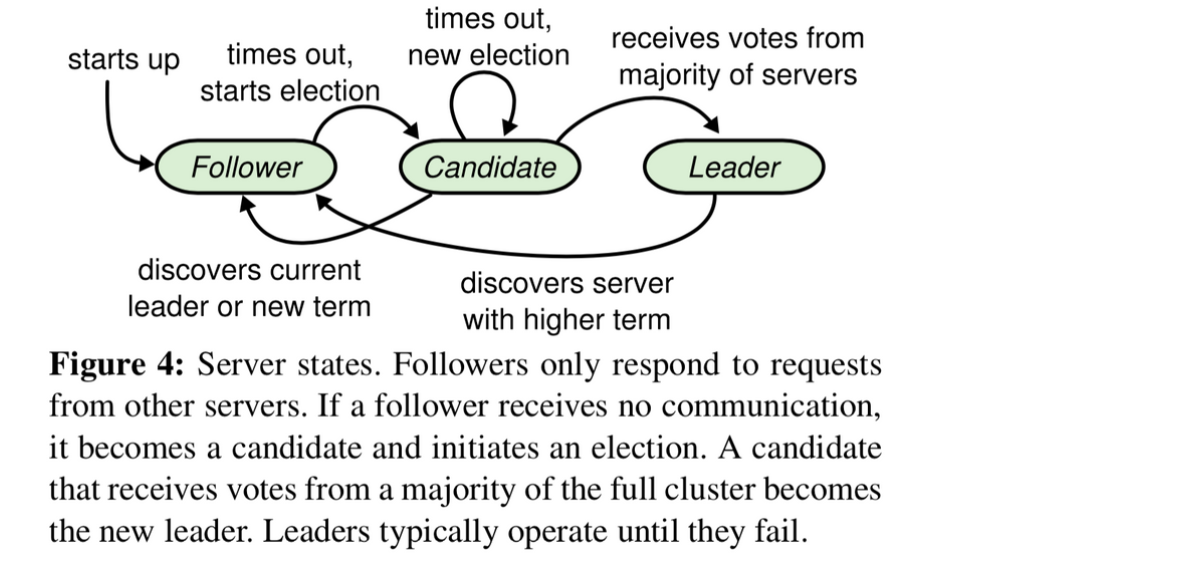 starts up
times out,
starts election
times out,
new election
receives votes from
majority of servers
Follower
Candidate
Leader
discovers current
leader or new term
discovers server
with higher term
Figure 4: Server states. Followers only respond to requests
from other servers. If a follower receives no communication,
it becomes a candidate and initiates an election. A candidate
that receives votes from a majority of the full cluster becomes
the new leader. Leaders typically operate until they fail.